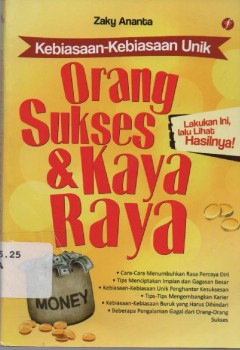 Zaky Ananta
Kebiasaan-Kebiasaan Unik
Orang
Sukses
& Kaya
Raya
Lakukan Ini,
lalu Lihat
Hasilnya!
5.25
A
MONEY
• Cara-Cara Menumbuhkan Rasa Percaya Diri
• Tips Menciptakan Impian dan Gagasan Besar
• Kebiasaan-Kebiasaan Unik Penghantar Kesuksesan
• Tips-Tips Mengembangkan Karier
• Kebiasaan-Kebiasaan Buruk yang Harus Dihindari
• Beberapa Pengalaman Gagal dari Orang-Orang
Sukses